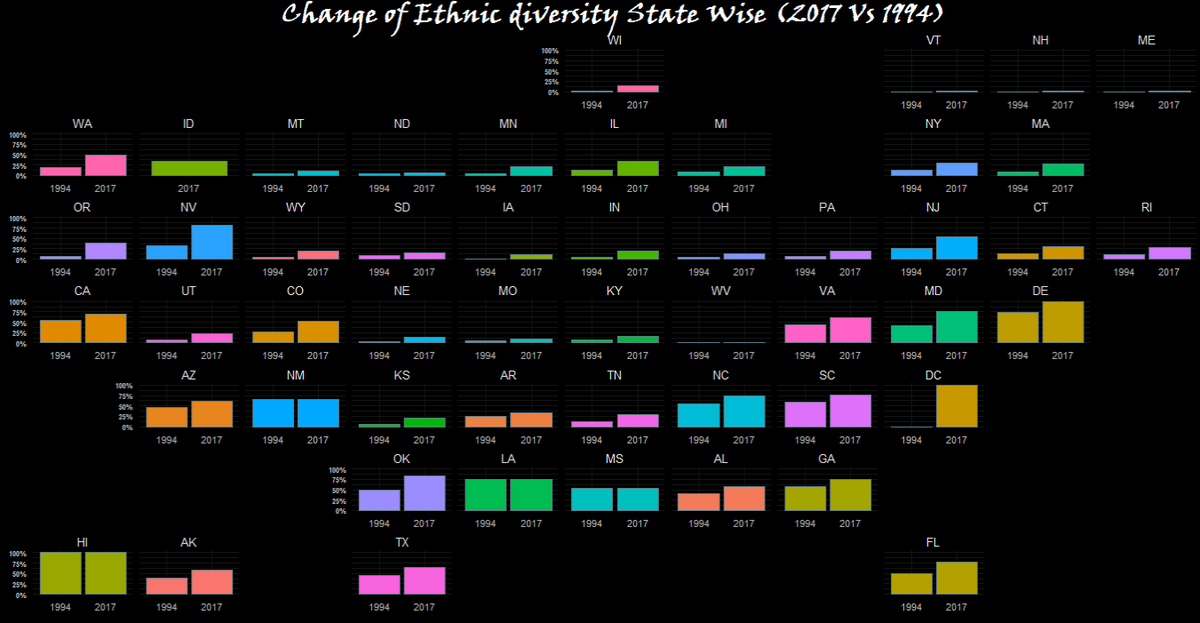 Change of Ethnic diversity State Wise (2017 Vs 1994)
WI VT NH ME
100%
75%
50%
25%
0%
1994 2017 1994 2017 1994 2017 1994 2017
WA ID MT ND MN IL MI NY MA
100%
75%
50%
25%
0%
1994 2017 2017 1994 2017 1994 2017 1994 2017 1994 2017 1994 2017 1994 2017 1994 2017
OR NV WY SD IA IN OH PA NJ CT RI
100%
75%
50%
25%
0%
1994 2017 1994 2017 1994 2017 1994 2017 1994 2017 1994 2017 1994 2017 1994 2017 1994 2017 1994 2017 1994 2017
CA UT CO NE MO KY WV VA MD DE
100%
75%
50%
25%
0%
1994 2017 1994 2017 1994 2017 1994 2017 1994 2017 1994 2017 1994 2017 1994 2017 1994 2017 1994 2017
AZ NM KS AR TN NC SC DC
100%
75%
50%
25%
0%
1994 2017 1994 2017 1994 2017 1994 2017 1994 2017 1994 2017 1994 2017 1994 2017
OK LA MS AL GA
100%
75%
50%
25%
0%
1994 2017 1994 2017 1994 2017 1994 2017 1994 2017
HI AK TX FL
100%
75%
50%
25%
0%
1994 2017 1994 2017 1994 2017 1994 2017